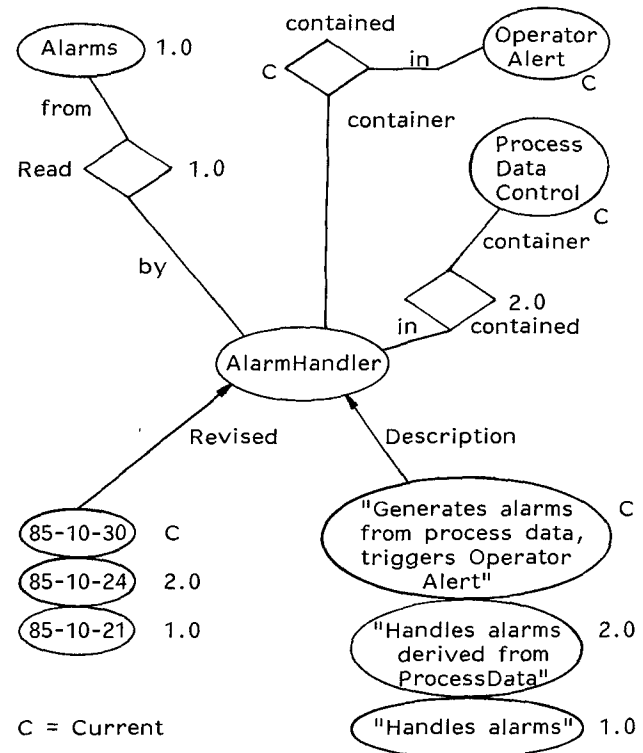 Alarms 1.0
from
Read 1.0
by
contained
C
in
Operator
Alert
C
container
Process
Data
Control
C
container
2.0
in contained
AlarmHandler
Revised
Description
85-10-30 C
85-10-24 2.0
85-10-21 1.0
"Generates alarms
from process data,
triggers Operator
Alert"
C
"Handles alarms
derived from
ProcessData"
2.0
"Handles alarms" 1.0
C = Current